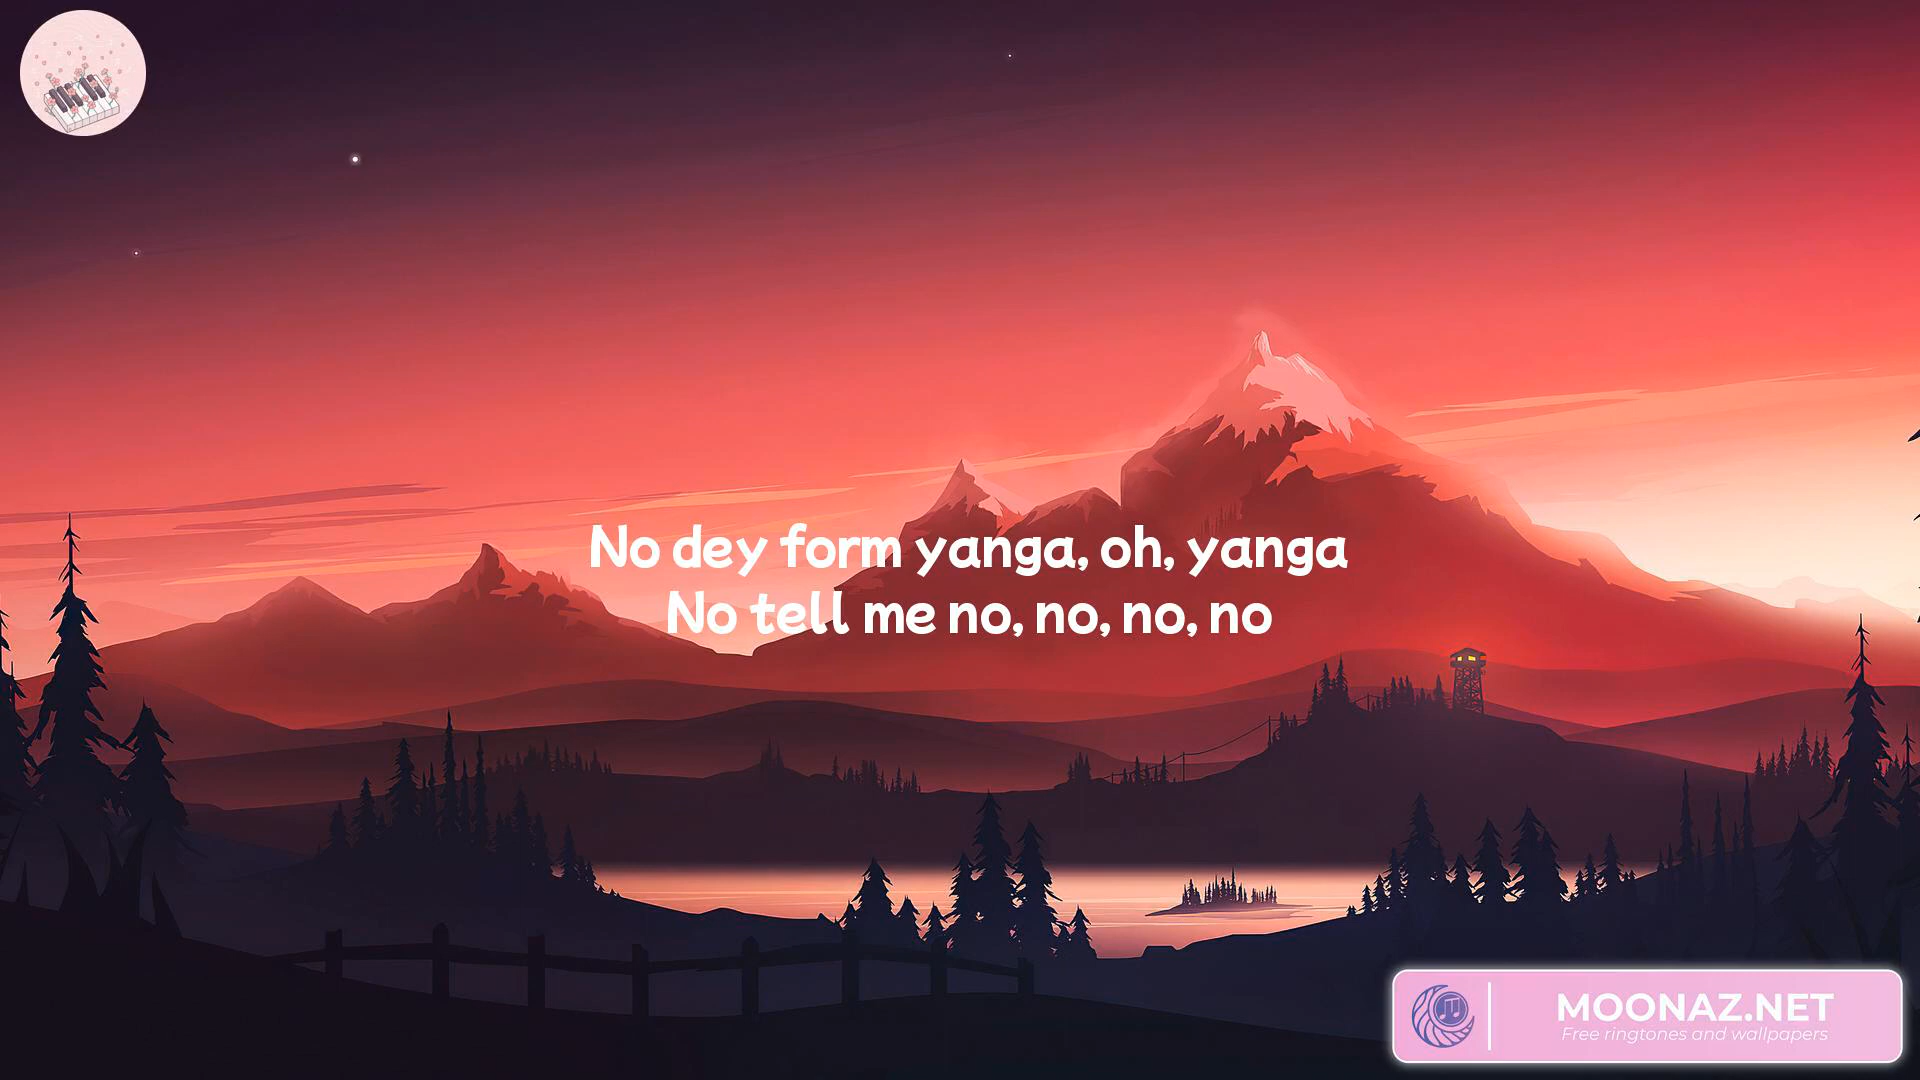 No dey form yanga, oh, yanga
No tell me no, no, no, no
MOONAZ.NET
Free ringtones and wallpapers